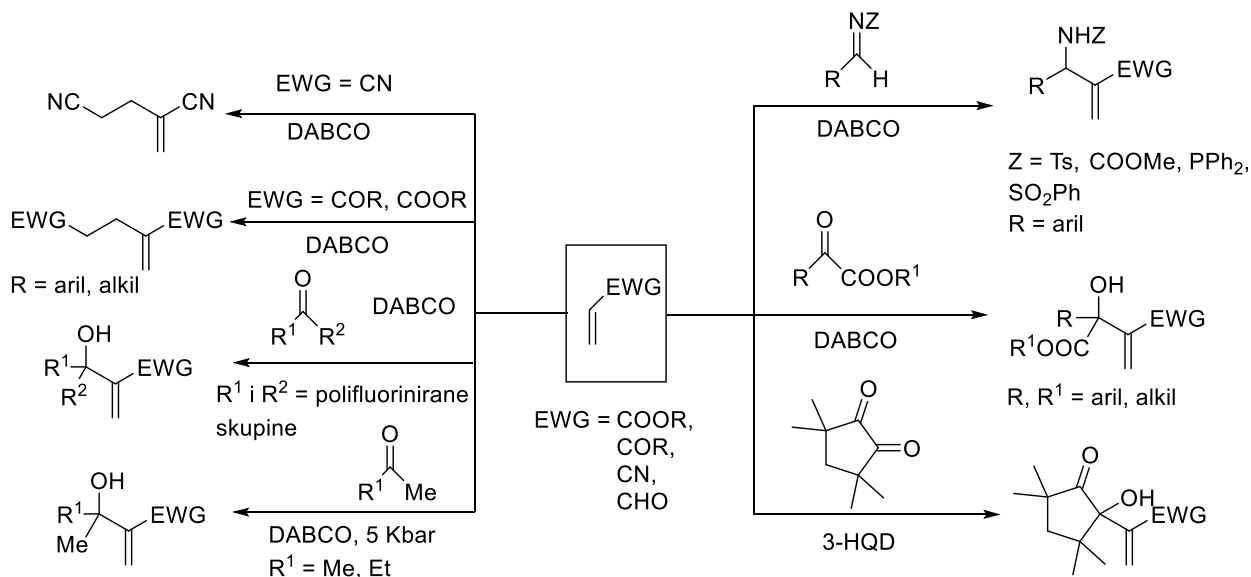 EWG = CN
NC
CN
DABCO
EWG = COR, COOR
EWG
EWG
DABCO
R = aril, alkil
O
R¹
R²
DABCO
OH
R¹
R²
EWG
R¹ i R² = polifluorinirane
skupine
O
R¹
Me
OH
R¹
Me
EWG
DABCO, 5 Kbar
R¹ = Me, Et
EWG
EWG = COOR,
COR,
CN,
CHO
NZ
R
H
DABCO
NHZ
R
EWG
Z = Ts, COOMe, PPh₂,
SO₂Ph
R = aril
O
R
COOR¹
DABCO
OH
R
EWG
R¹OOC
R, R¹ = aril, alkil
O
O
3-HQD
O
OH
EWG